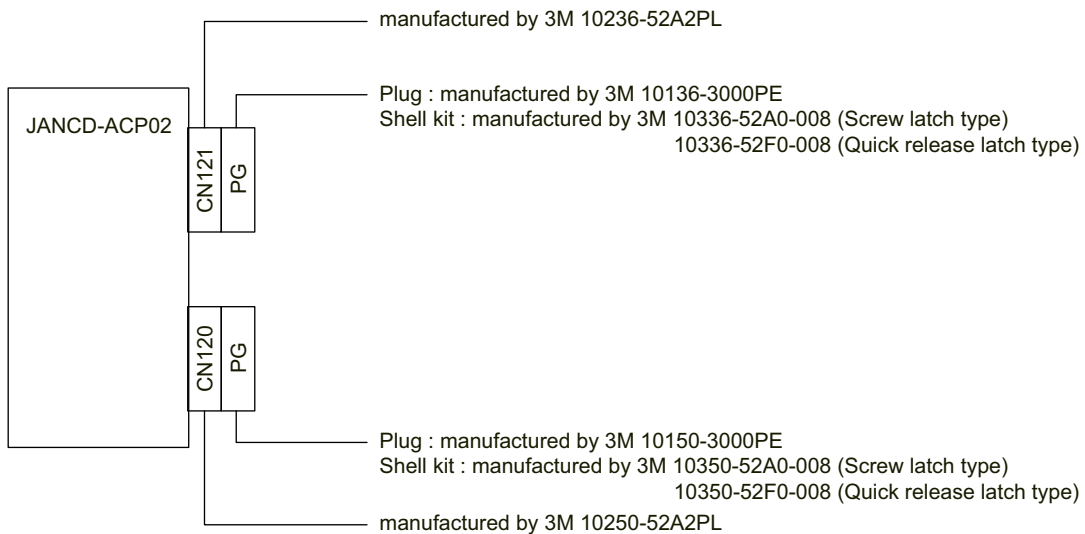 manufactured by 3M 10236-52A2PL
Plug : manufactured by 3M 10136-3000PE
Shell kit : manufactured by 3M 10336-52A0-008 (Screw latch type)
10336-52F0-008 (Quick release latch type)
JANCD-ACP02
CN121
PG
CN120
PG
Plug : manufactured by 3M 10150-3000PE
Shell kit : manufactured by 3M 10350-52A0-008 (Screw latch type)
10350-52F0-008 (Quick release latch type)
manufactured by 3M 10250-52A2PL